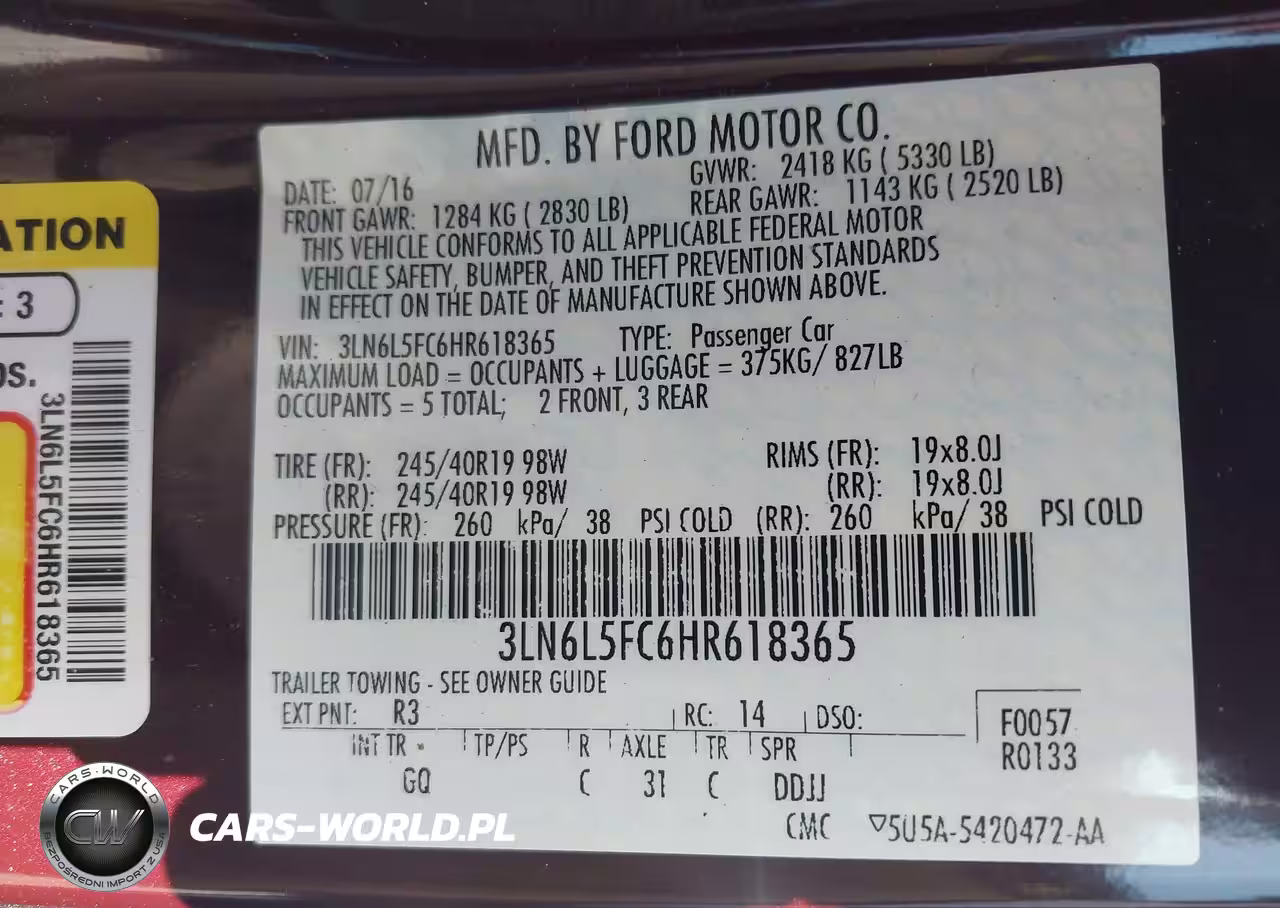 MFD. BY FORD MOTOR CO.
DATE: 07/16 GVWR: 2418 KG ( 5330 LB)
FRONT GAWR: 1284 KG ( 2830 LB) REAR GAWR: 1143 KG ( 2520 LB)
THIS VEHICLE CONFORMS TO ALL APPLICABLE FEDERAL MOTOR
VEHICLE SAFETY, BUMPER, AND THEFT PREVENTION STANDARDS
IN EFFECT ON THE DATE OF MANUFACTURE SHOWN ABOVE.
VIN: 3LN6L5FC6HR618365 TYPE: Passenger Car
MAXIMUM LOAD = OCCUPANTS + LUGGAGE = 375KG/ 827LB
OCCUPANTS = 5 TOTAL; 2 FRONT, 3 REAR
TIRE (FR): 245/40R19 98W RIMS (FR): 19x8.0J
(RR): 245/40R19 98W (RR): 19x8.0J
PRESSURE (FR): 260 kPa/ 38 PSI COLD (RR): 260 kPa/ 38 PSI COLD
3LN6L5FC6HR618365
TRAILER TOWING - SEE OWNER GUIDE
EXT PNT: R3 RC: 14 DSO:
F0057
R0133
INT TR TP/PS R AXLE TR SPR
GQ C 31 C DDJJ
CMC ▽5U5A-5420472-AA
ATION
: 3
DS.
3LN6L5FC6HR618365
CARS-WORLD
CW
BEZPOŚREDNI IMPORT Z USA
CARS-WORLD.PL